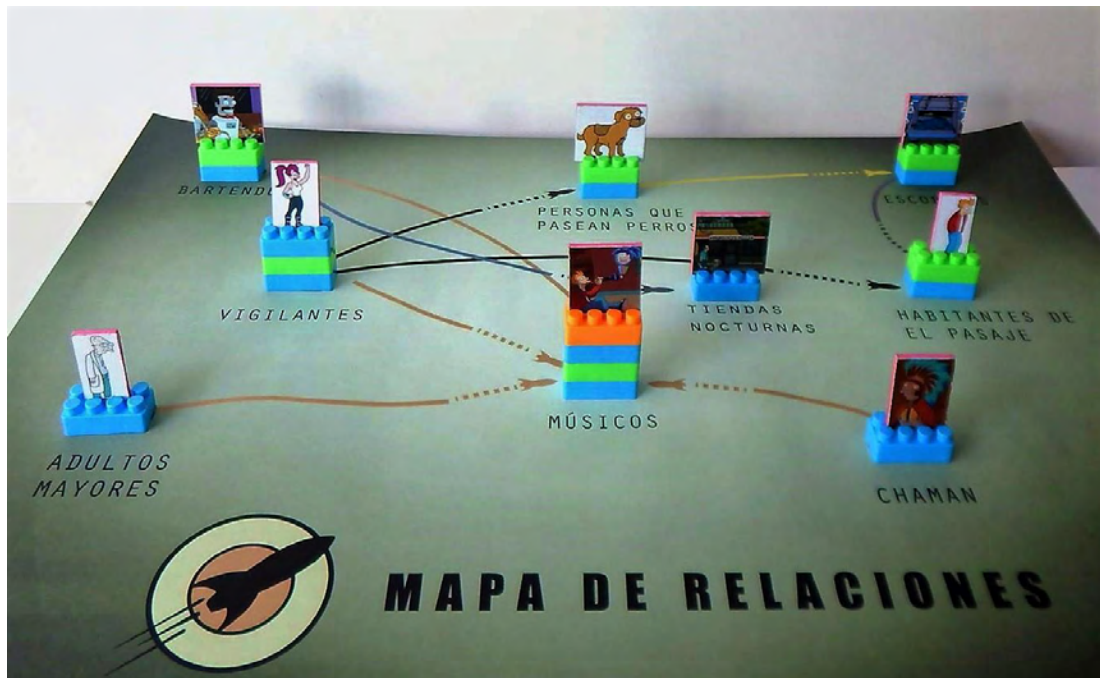 PERSONAS QUE
PASEAN PERROS
VIGILANTES
TIENDAS
NOCTURNAS
HABITANTES DE
EL PASAJE
MÚSICOS
ADULTOS
MAYORES
CHAMAN
MAPA DE RELACIONES